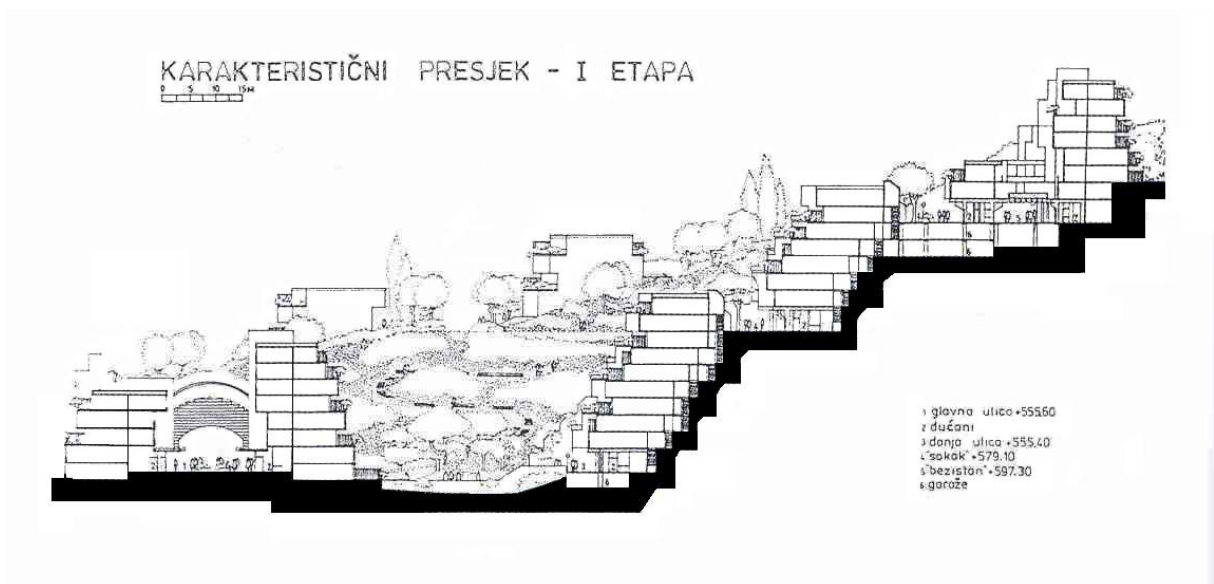 KARAKTERISTIČNI PRESJEK - I ETAPA
0 5 10 15M
1 glavna ulica +555.60
2 dućani
3 donja ulica +555.40
4 "sokak" +579.10
5 "bezistan" +597.30
6 garaže